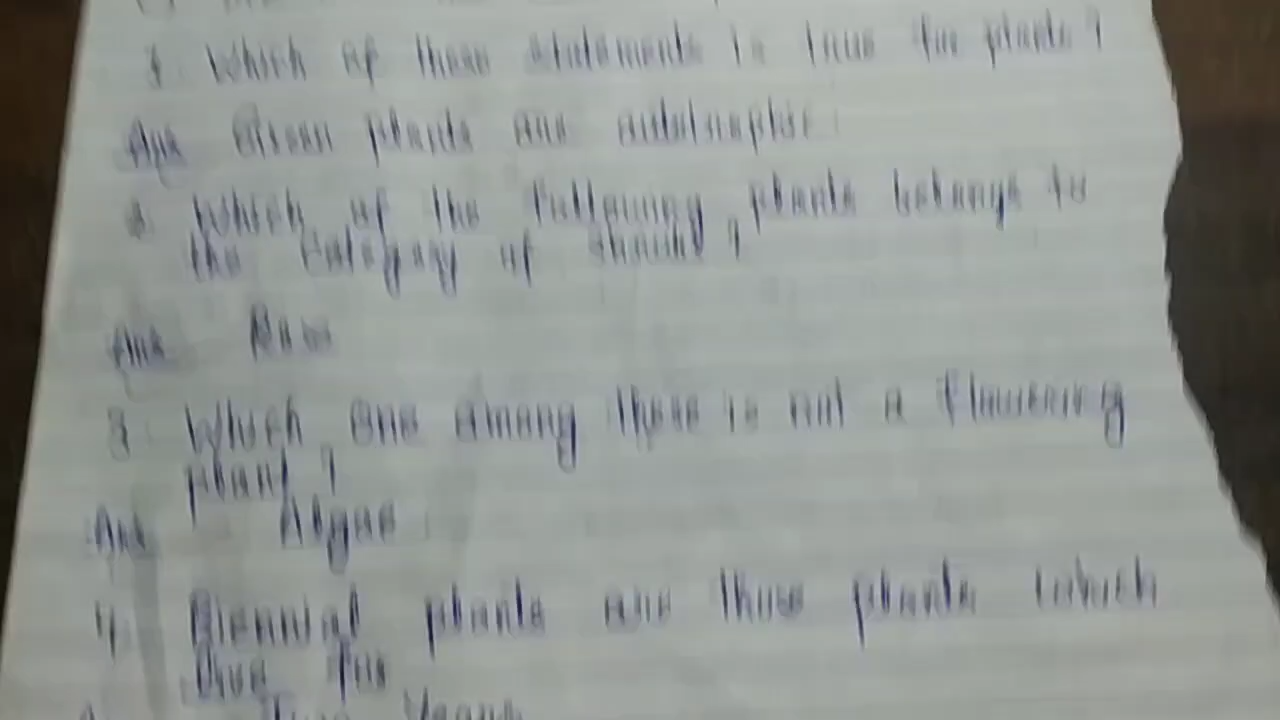 1. Which of these statements is true for plants?
Ans Green plants are autotrophic.
2. Which of the following plants belongs to
the Category of Shrubs?
Ans Rose
3. Which one among these is not a flowering
plant?
Ans Algae.
4. Biennial plants are those plants which
live for
Two Years